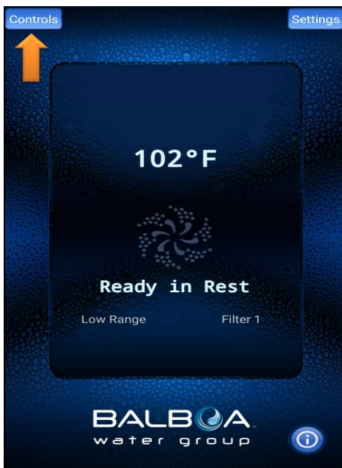 Controls
Settings
102°F
Ready in Rest
Low Range
Filter 1
BALBOA
water group